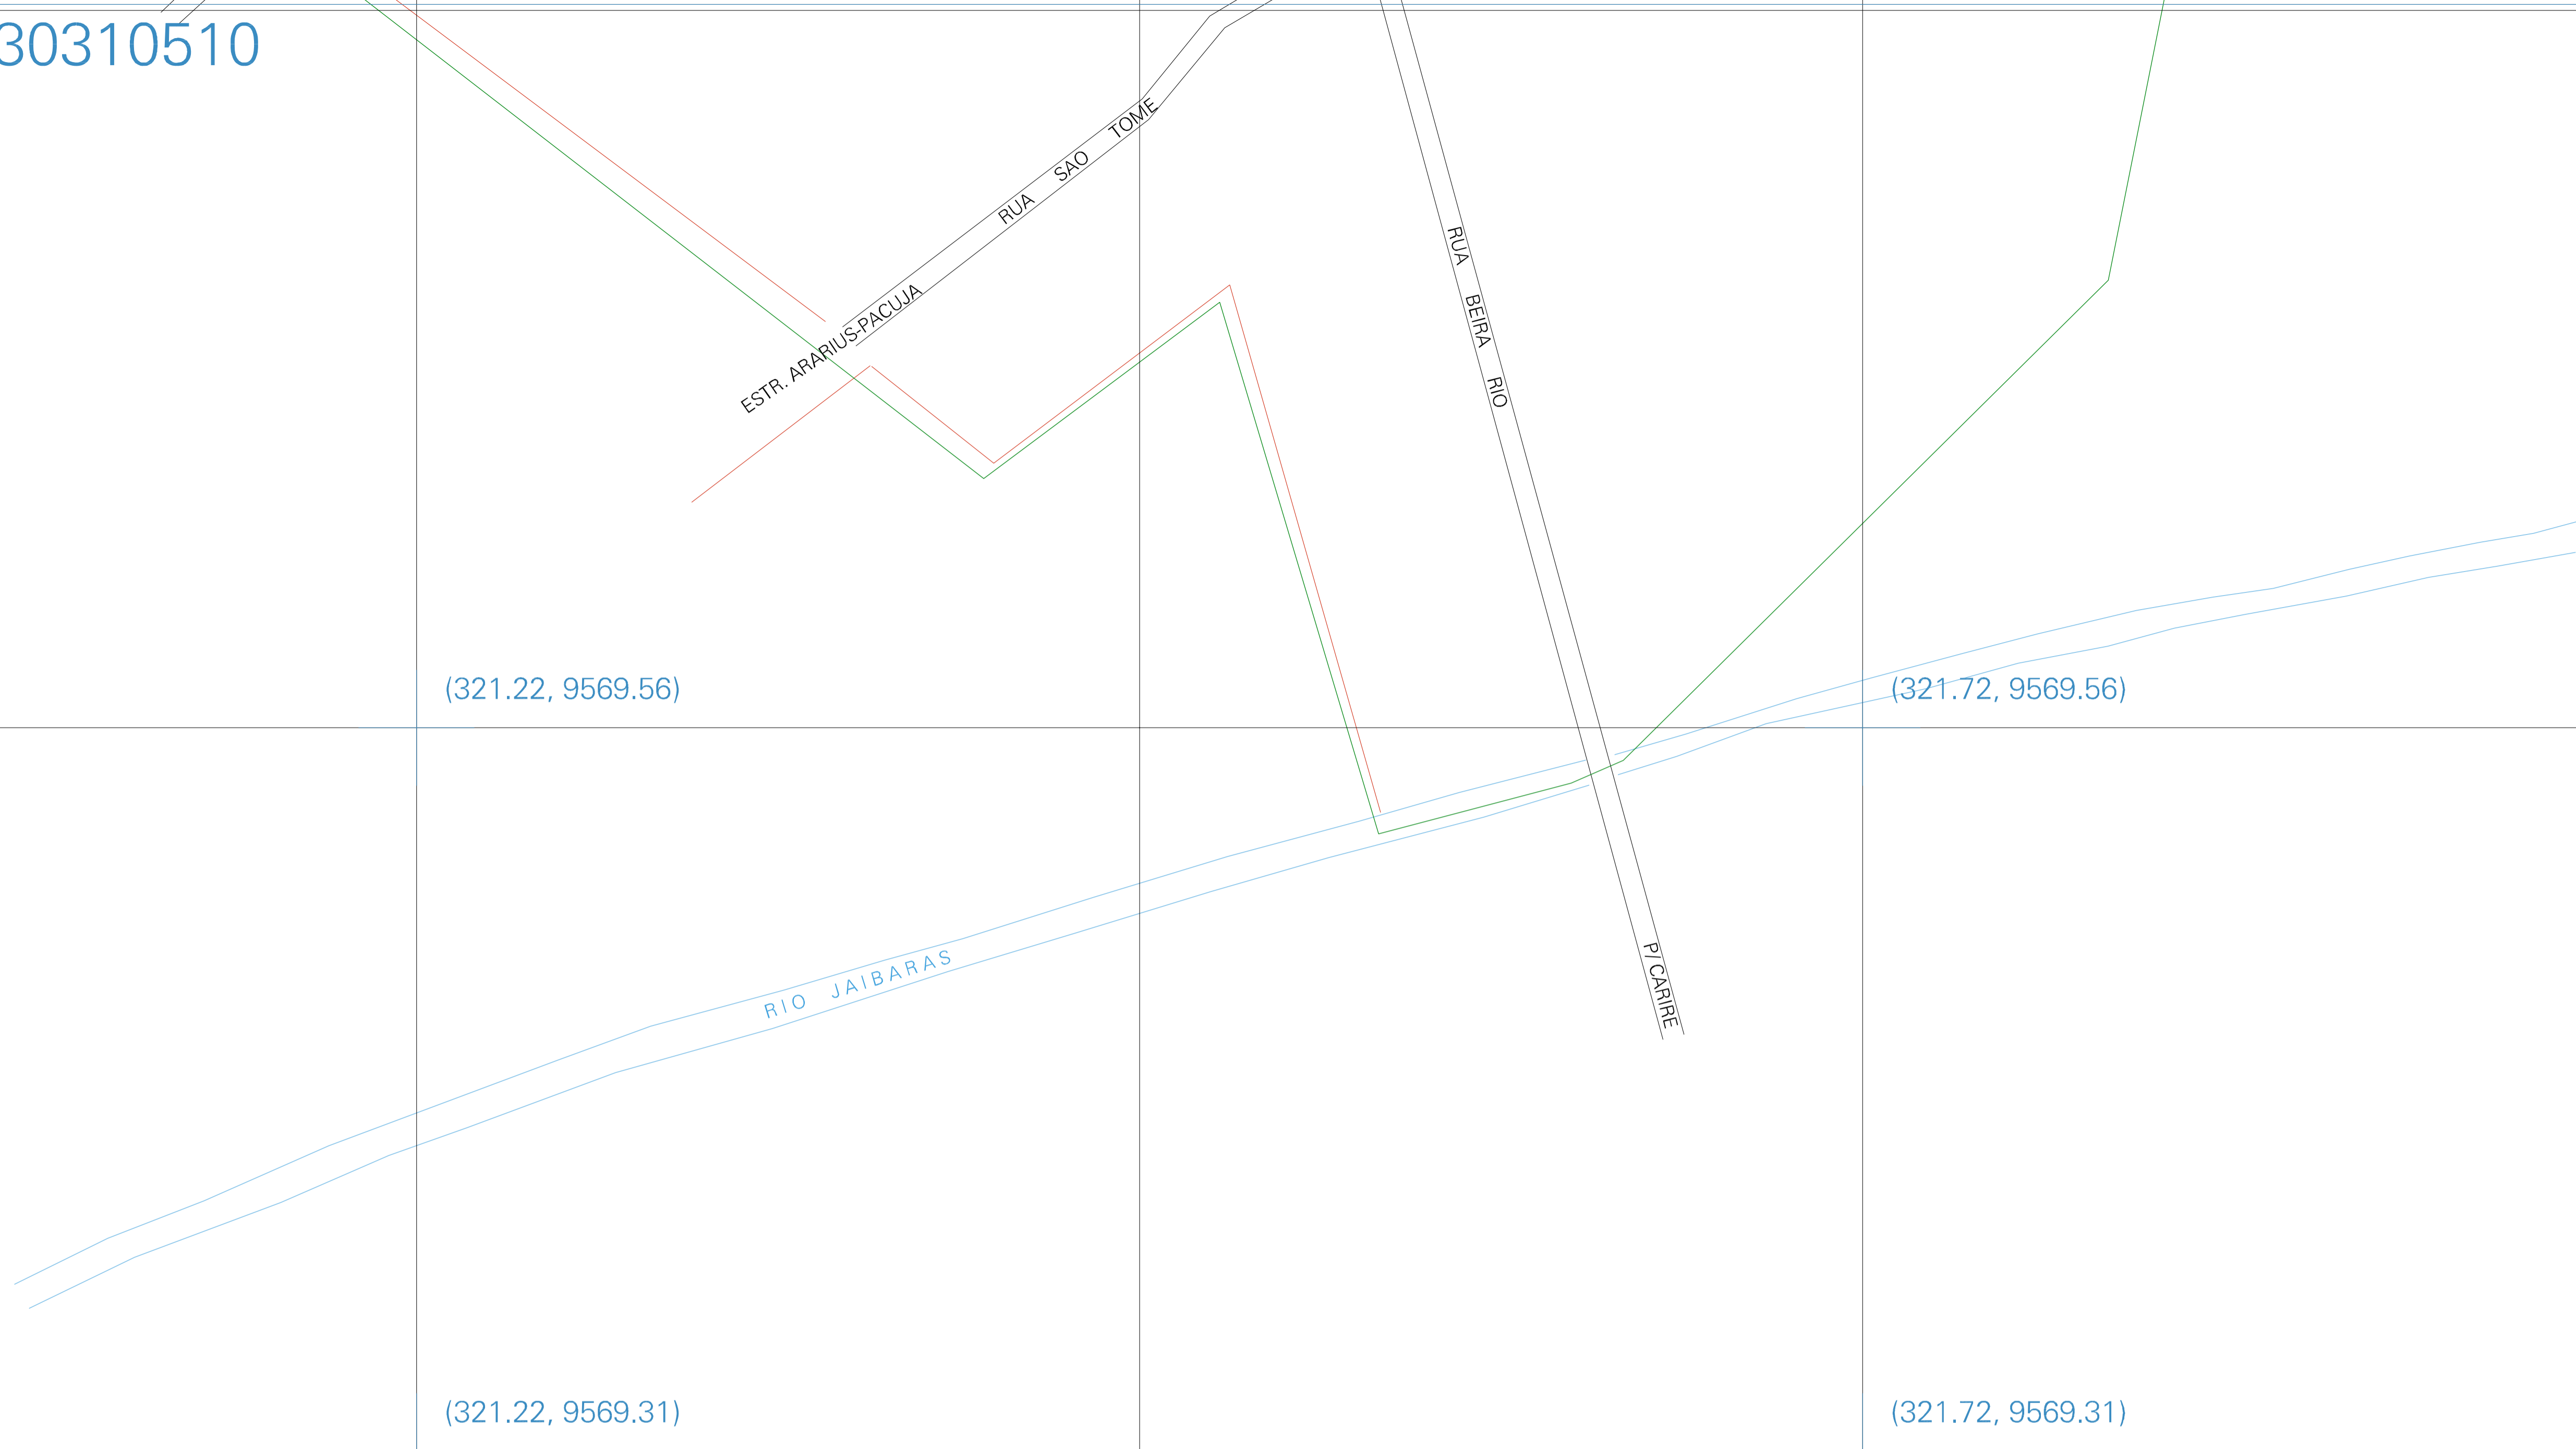 30310510
RUA SAO TOME
ESTR. ARARIUS-PACUJA
RUA BEIRA RIO
(321.22, 9569.56)
(321.72, 9569.56)
RIO JAIBARAS
P/ CARIRE
(321.22, 9569.31)
(321.72, 9569.31)